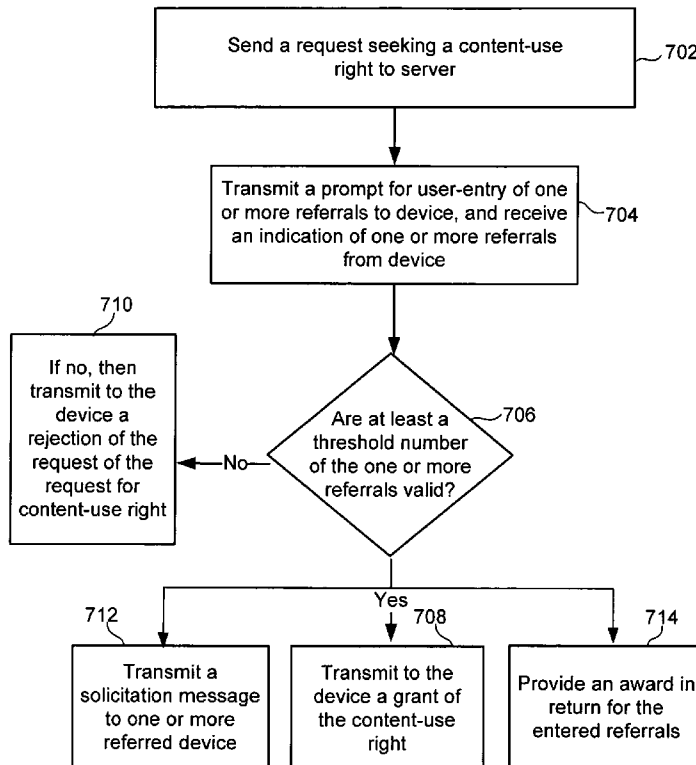 Send a request seeking a content-use
right to server
702
Transmit a prompt for user-entry of one
or more referrals to device, and receive
an indication of one or more referrals
from device
704
710
If no, then
transmit to the
device a
rejection of the
request of the
request for
content-use right
No
Are at least a
threshold number
of the one or more
referrals valid?
706
Yes
712
Transmit a
solicitation message
to one or more
referred device
708
Transmit to the
device a grant of
the content-use
right
714
Provide an award in
return for the
entered referrals